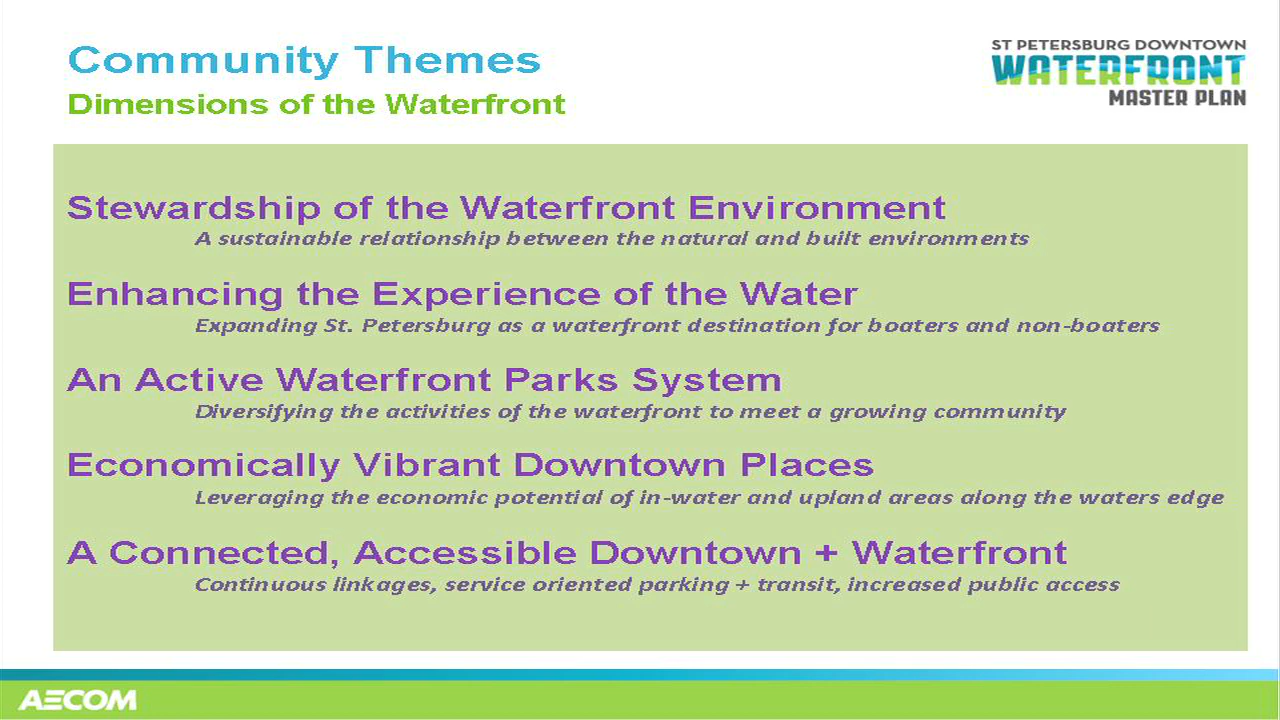 Community Themes
Dimensions of the Waterfront
ST PETERSBURG DOWNTOWN
WATERFRONT
MASTER PLAN
Stewardship of the Waterfront Environment
A sustainable relationship between the natural and built environments
Enhancing the Experience of the Water
Expanding St. Petersburg as a waterfront destination for boaters and non-boaters
An Active Waterfront Parks System
Diversifying the activities of the waterfront to meet a growing community
Economically Vibrant Downtown Places
Leveraging the economic potential of in-water and upland areas along the waters edge
A Connected, Accessible Downtown + Waterfront
Continuous linkages, service oriented parking + transit, increased public access
AECOM